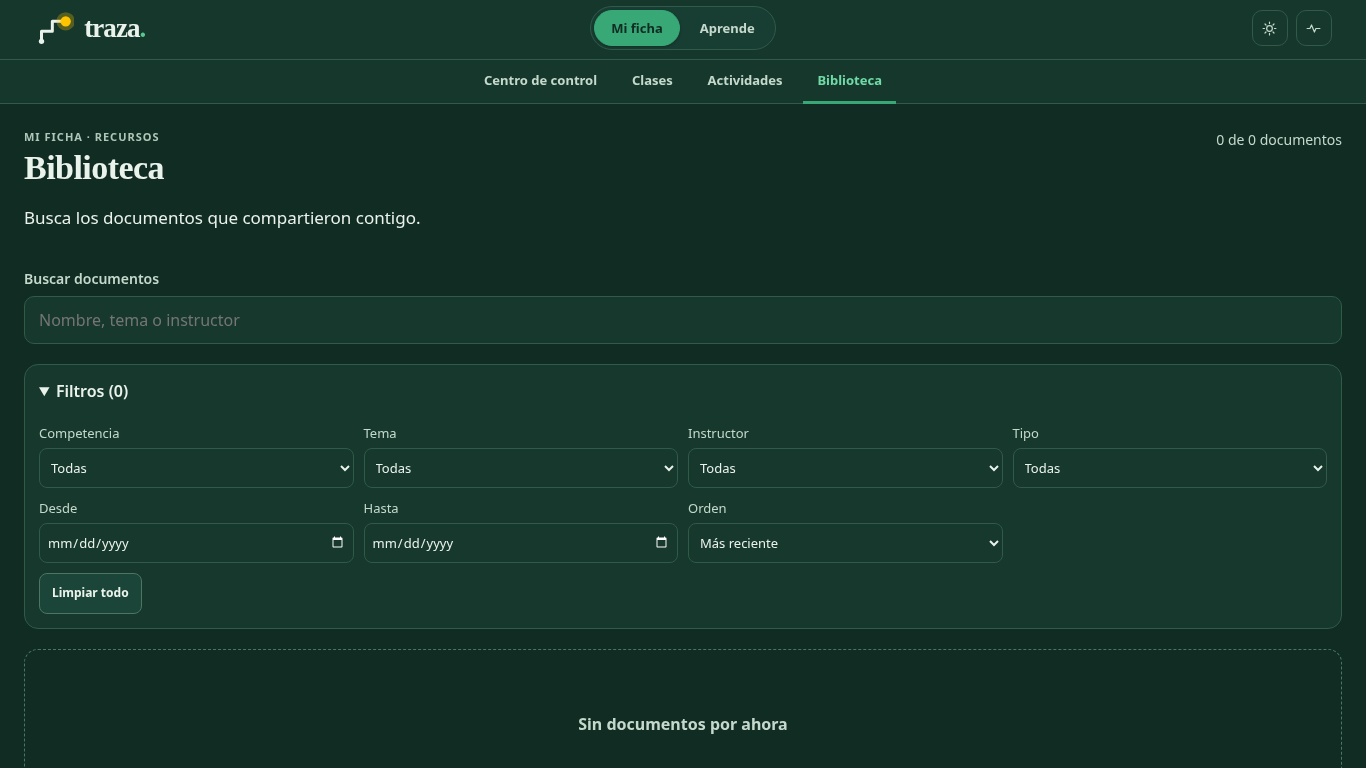 traza.
Mi ficha Aprende
Centro de control Clases Actividades Biblioteca
MI FICHA · RECURSOS
0 de 0 documentos
Biblioteca
Busca los documentos que compartieron contigo.
Buscar documentos
Nombre, tema o instructor
▼ Filtros (0)
Competencia Tema Instructor Tipo
Todas Todas Todas Todas
Desde Hasta Orden
mm/dd/yyyy mm/dd/yyyy Más reciente
Limpiar todo
Sin documentos por ahora